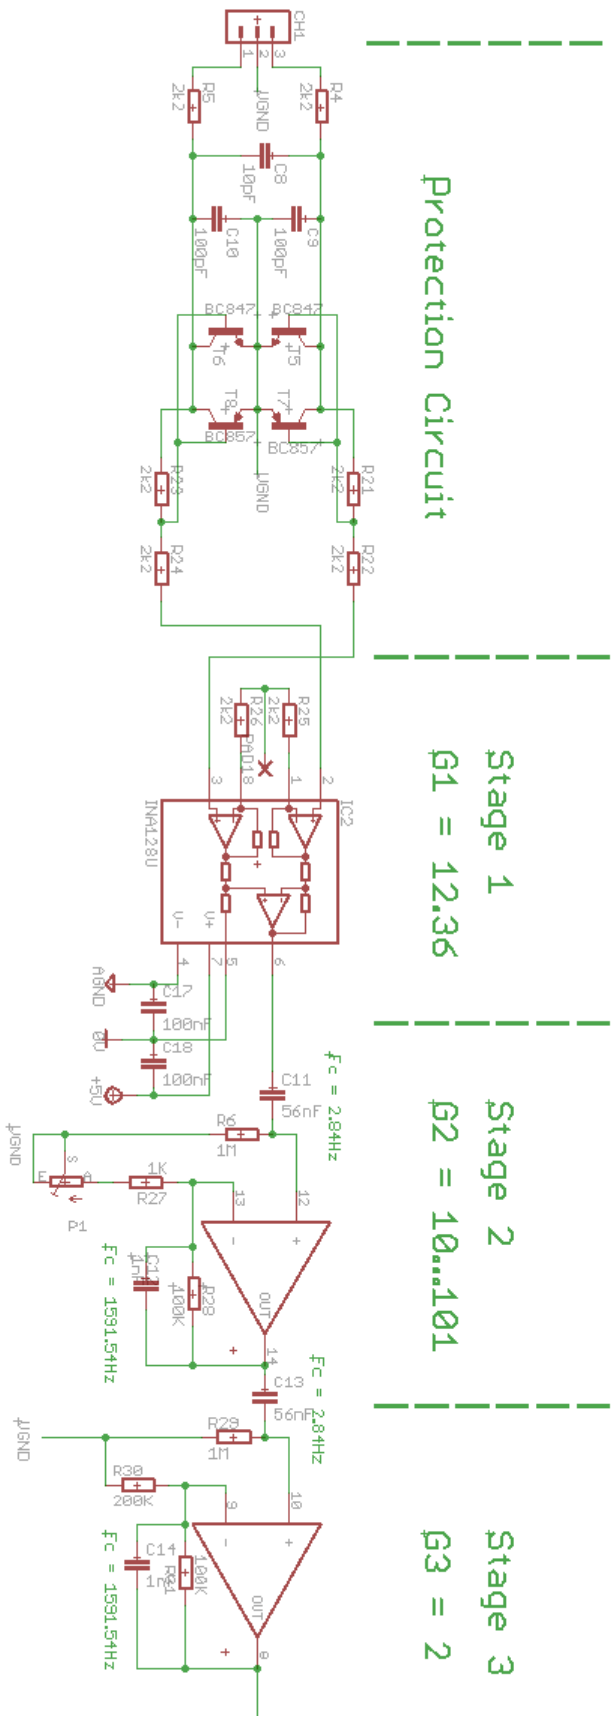 CH1
1
2
3
R5
2k2
VGND
R4
2k2
C8
10pF
C10
100pF
C9
100pF
Protection Circuit
BC847
BC847
T6
T5
T8
T7
BC857
BC857
VGND
R23
2k2
R21
2k2
R24
2k2
R22
2k2
Stage 1
G1 = 12.36
R26
2k2
R25
2k2
PAD18
3
8
1
2
IC2
INA128U
V-
V+
4
7
5
6
AGND
C17
100nF
0V
C18
100nF
+5V
Stage 2
G2 = 10...101
C11
56nF
fc = 2.84Hz
R6
1M
VGND
E
S
A
P1
1K
R27
13
12
-
+
OUT
14
C12
1nF
R28
100K
fc = 1591.54Hz
C13
56nF
fc = 2.84Hz
Stage 3
G3 = 2
R29
1M
VGND
R30
200K
9
10
-
+
OUT
8
C14
1nF
100K
fc = 1591.54Hz